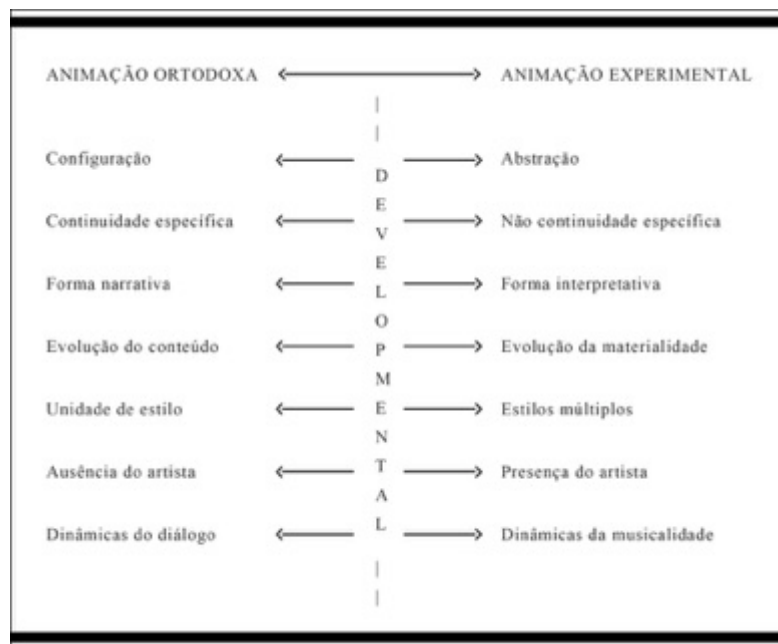 ANIMAÇÃO ORTODOXA ANIMAÇÃO EXPERIMENTAL
Configuração Abstração
Continuidade específica Não continuidade específica
Forma narrativa Forma interpretativa
Evolução do conteúdo Evolução da materialidade
Unidade de estilo Estilos múltiplos
Ausência do artista Presença do artista
Dinâmicas do diálogo Dinâmicas da musicalidade
DEVELOPMENTAL